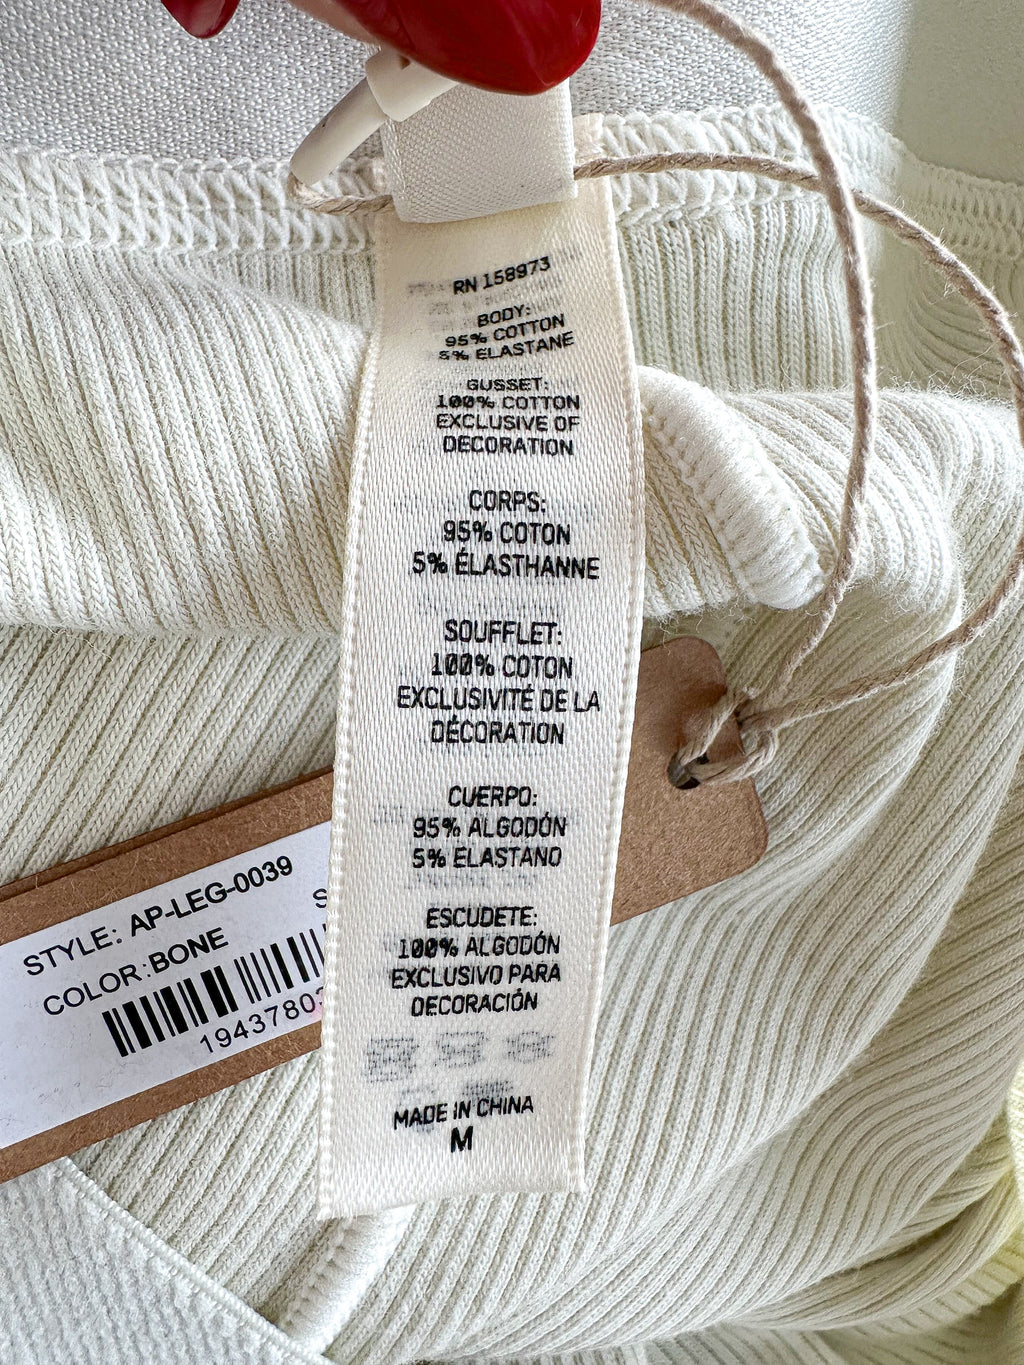 RN 158973
BODY:
95% COTTON
5% ELASTANE
GUSSET:
100% COTTON
EXCLUSIVE OF
DECORATION
CORPS:
95% COTON
5% ÉLASTHANNE
SOUFFLET:
100% COTON
EXCLUSIVITÉ DE LA
DÉCORATION
CUERPO:
95% ALGODÓN
5% ELASTANO
ESCUDETE:
100% ALGODÓN
EXCLUSIVO PARA
DECORACIÓN
MADE IN CHINA
M
STYLE: AP-LEG-0039
COLOR:BONE
S
1943780